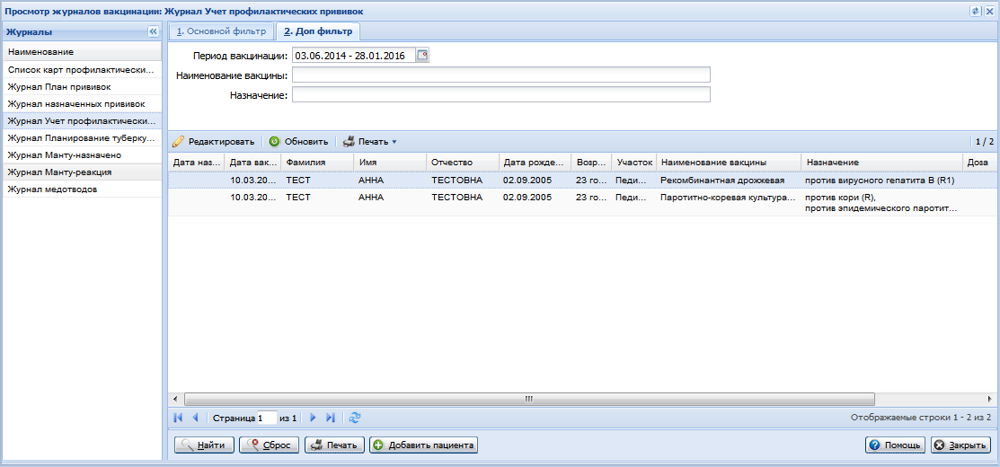 Просмотр журналов вакцинации: Журнал Учет профилактических прививок
Журналы
Наименование
Список карт профилактически...
Журнал План прививок
Журнал назначенных прививок
Журнал Учет профилактически...
Журнал Планирование туберку...
Журнал Манту-назначено
Журнал Манту-реакция
Журнал медотводов
1. Основной фильтр 2. Доп фильтр
Период вакцинации: 03.06.2014 - 28.01.2016
Наименование вакцины:
Назначение:
Редактировать Обновить Печать 1 / 2
Дата наз... Дата вак... Фамилия Имя Отчество Дата рожде... Возр... Участок Наименование вакцины Назначение Доза
10.03.20... ТЕСТ АННА ТЕСТОВНА 02.09.2005 23 го... Педи... Рекомбинантная дрожжевая против вирусного гепатита B (R1)
10.03.20... ТЕСТ АННА ТЕСТОВНА 02.09.2005 23 го... Педи... Паротитно-коревая культура... против кори (R),
против эпидемического паротит...
Страница 1 из 1 Отображаемые строки 1 - 2 из 2
Найти Сброс Печать Добавить пациента Помощь Закрыть